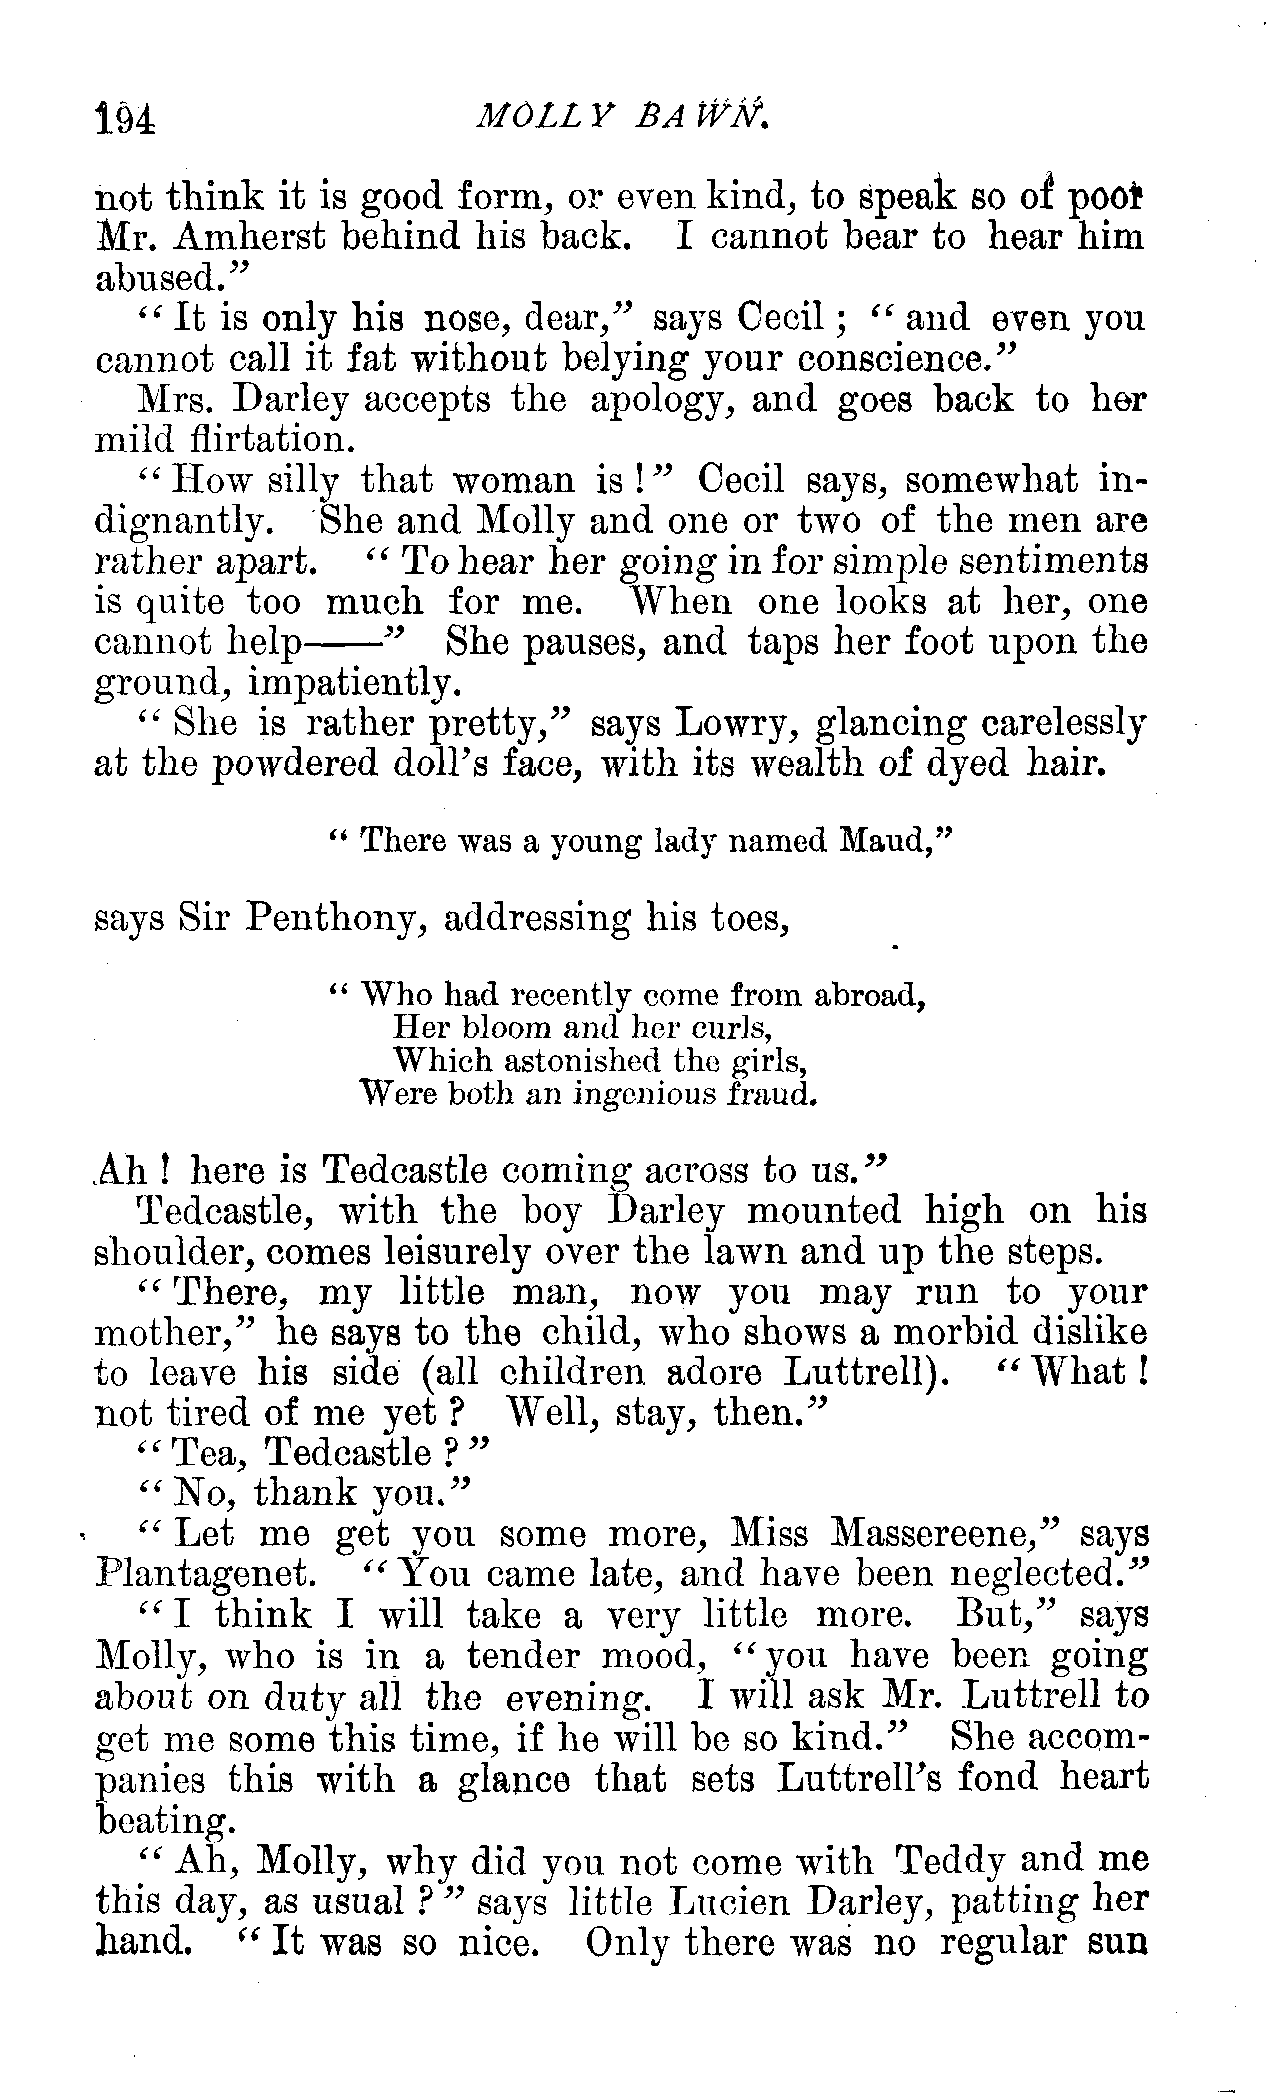 194 MOLLY BAWN.
not think it is good form, or even kind, to speak so of poor
Mr. Amherst behind his back. I cannot bear to hear him
abused."
"It is only his nose, dear," says Cecil; "and even you
cannot call it fat without belying your conscience."
Mrs. Darley accepts the apology, and goes back to her
mild flirtation.
"How silly that woman is!" Cecil says, somewhat in-
dignantly. She and Molly and one or two of the men are
rather apart. "To hear her going in for simple sentiments
is quite too much for me. When one looks at her, one
cannot help——" She pauses, and taps her foot upon the
ground, impatiently.
"She is rather pretty," says Lowry, glancing carelessly
at the powdered doll's face, with its wealth of dyed hair.
"There was a young lady named Maud,"
says Sir Penthony, addressing his toes,
"Who had recently come from abroad,
Her bloom and her curls,
Which astonished the girls,
Were both an ingenious fraud.
Ah! here is Tedcastle coming across to us."
Tedcastle, with the boy Darley mounted high on his
shoulder, comes leisurely over the lawn and up the steps.
"There, my little man, now you may run to your
mother," he says to the child, who shows a morbid dislike
to leave his side (all children adore Luttrell). "What!
not tired of me yet? Well, stay, then."
"Tea, Tedcastle?"
"No, thank you."
"Let me get you some more, Miss Massereene," says
Plantagenet. "You came late, and have been neglected."
"I think I will take a very little more. But," says
Molly, who is in a tender mood, "you have been going
about on duty all the evening. I will ask Mr. Luttrell to
get me some this time, if he will be so kind." She accom-
panies this with a glance that sets Luttrell's fond heart
beating.
"Ah, Molly, why did you not come with Teddy and me
this day, as usual?" says little Lucien Darley, patting her
hand. "It was so nice. Only there was no regular sun